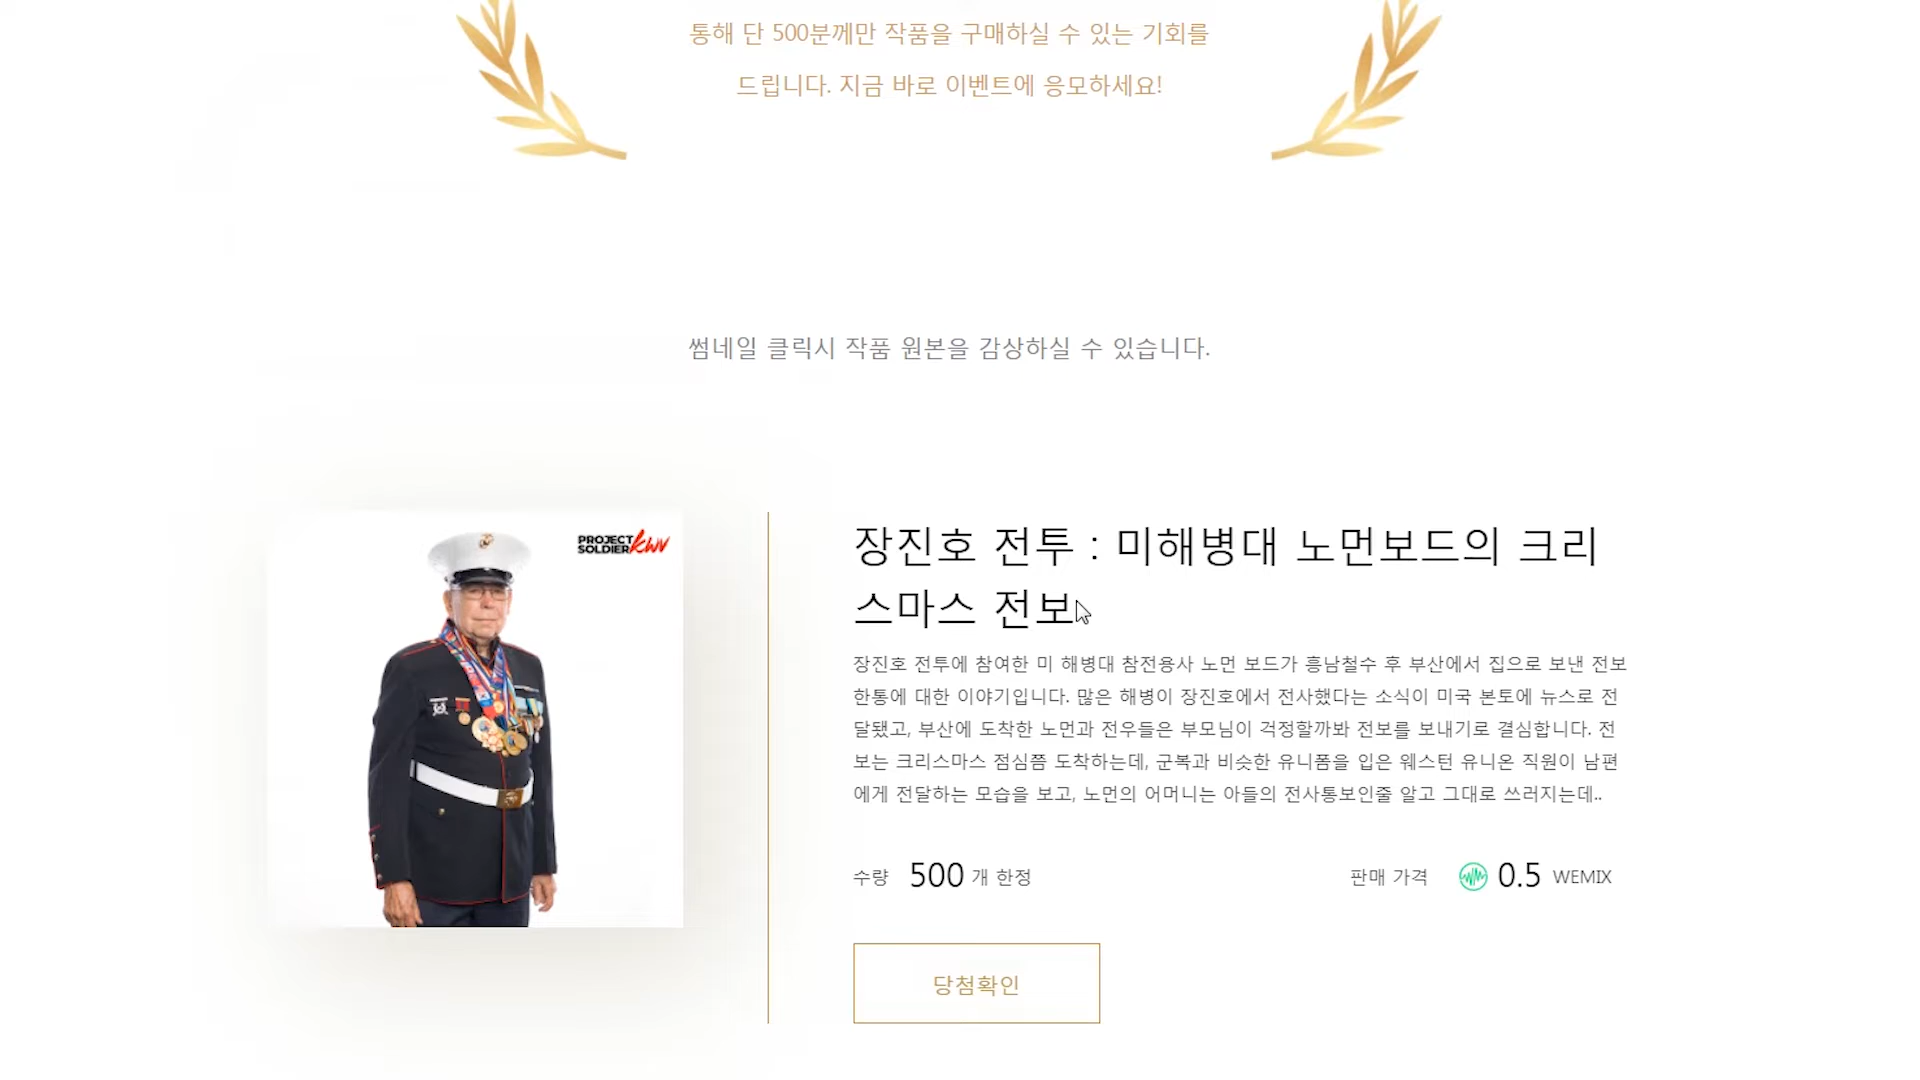 통해 단 500분께만 작품을 구매하실 수 있는 기회를
드립니다. 지금 바로 이벤트에 응모하세요!
썸네일 클릭시 작품 원본을 감상하실 수 있습니다.
PROJECT
SOLDIER kwv
장진호 전투 : 미해병대 노먼보드의 크리
스마스 전보
장진호 전투에 참여한 미 해병대 참전용사 노먼 보드가 흥남철수 후 부산에서 집으로 보낸 전보
한통에 대한 이야기입니다. 많은 해병이 장진호에서 전사했다는 소식이 미국 본토에 뉴스로 전
달됐고, 부산에 도착한 노먼과 전우들은 부모님이 걱정할까봐 전보를 보내기로 결심합니다. 전
보는 크리스마스 점심쯤 도착하는데, 군복과 비슷한 유니폼을 입은 웨스턴 유니온 직원이 남편
에게 전달하는 모습을 보고, 노먼의 어머니는 아들의 전사통보인줄 알고 그대로 쓰러지는데..
수량 500 개 한정
판매 가격 0.5 WEMIX
당첨확인